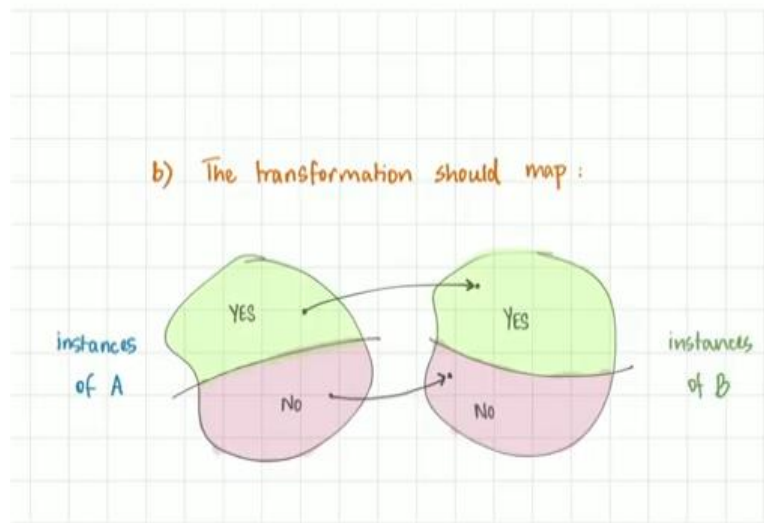 b) The transformation should map :
YES
YES
instances
of A
instances
of B
No
No